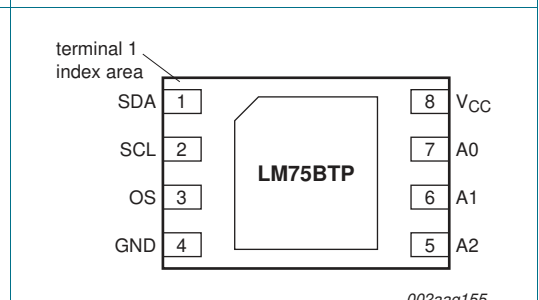 terminal 1
index area
SDA 1 8 VCC
SCL 2 7 A0
LM75BTP
OS 3 6 A1
GND 4 5 A2
002aag155